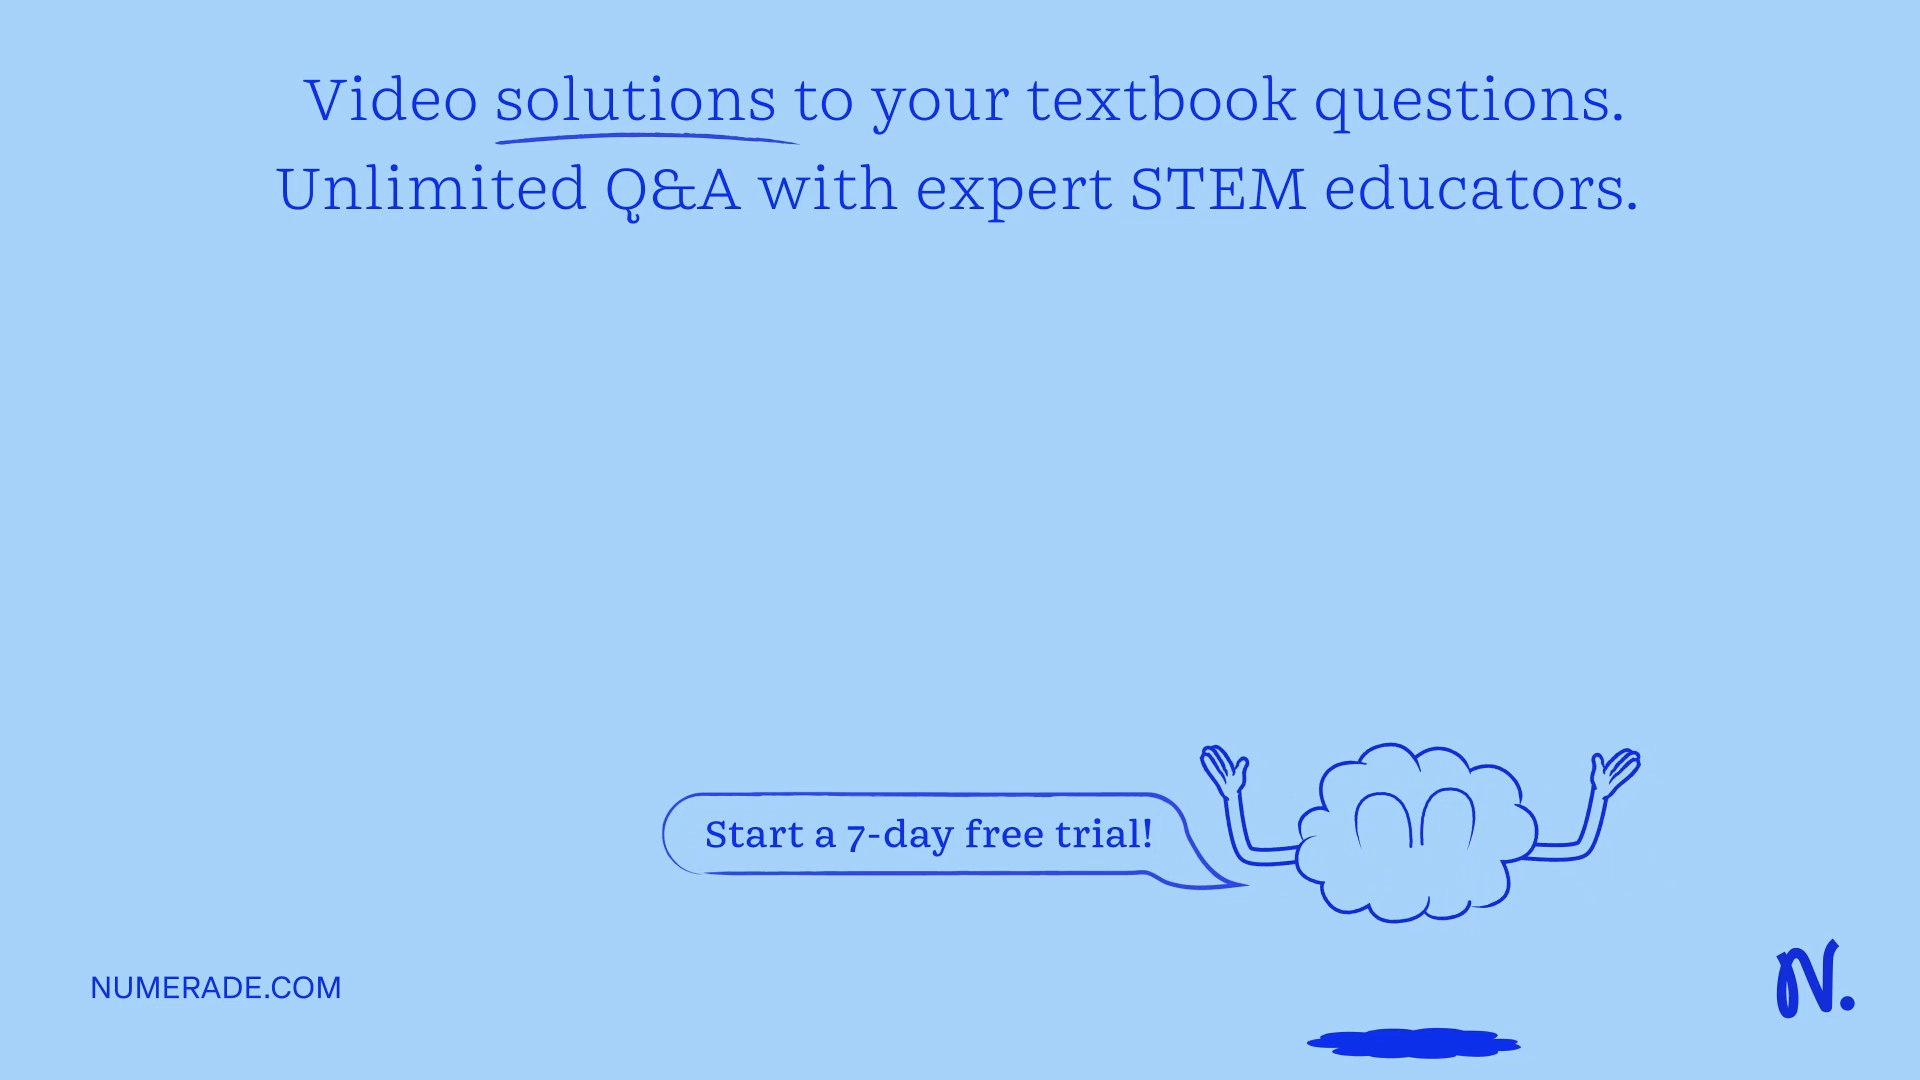 Video solutions to your textbook questions.
Unlimited Q&A with expert STEM educators.
Start a 7-day free trial!
NUMERADE.COM
N.